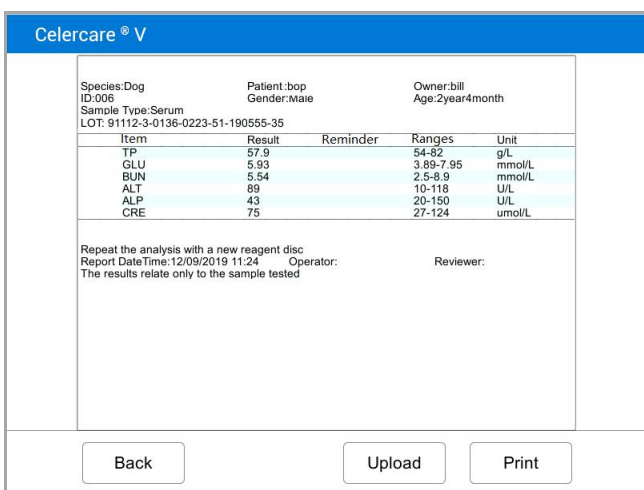 Celercare ® V
Species:Dog Patient:bop Owner:bill
ID:006 Gender:Male Age:2year4month
Sample Type:Serum
LOT: 91112-3-0136-0223-51-190555-35
Item Result Reminder Ranges Unit
TP 57.9 54-82 g/L
GLU 5.93 3.89-7.95 mmol/L
BUN 5.54 2.5-8.9 mmol/L
ALT 89 10-118 U/L
ALP 43 20-150 U/L
CRE 75 27-124 umol/L
Repeat the analysis with a new reagent disc
Report DateTime:12/09/2019 11:24 Operator: Reviewer:
The results relate only to the sample tested
Back Upload Print